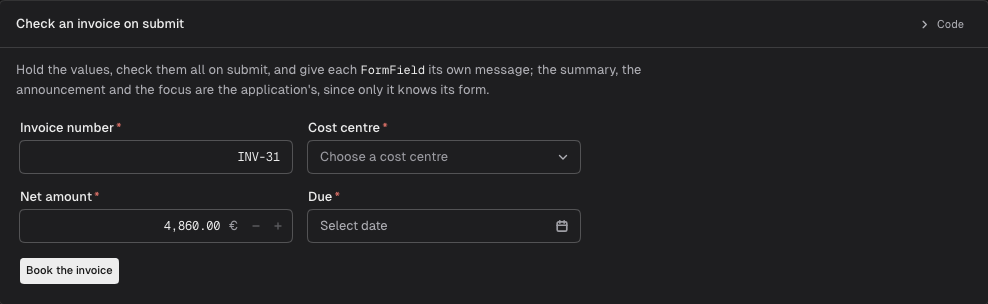 Check an invoice on submit
Code
Hold the values, check them all on submit, and give each FormField its own message; the summary, the
announcement and the focus are the application's, since only it knows its form.
Invoice number*
Cost centre*
INV-31
Choose a cost centre
Net amount*
Due*
4,860.00 € − +
Select date
Book the invoice